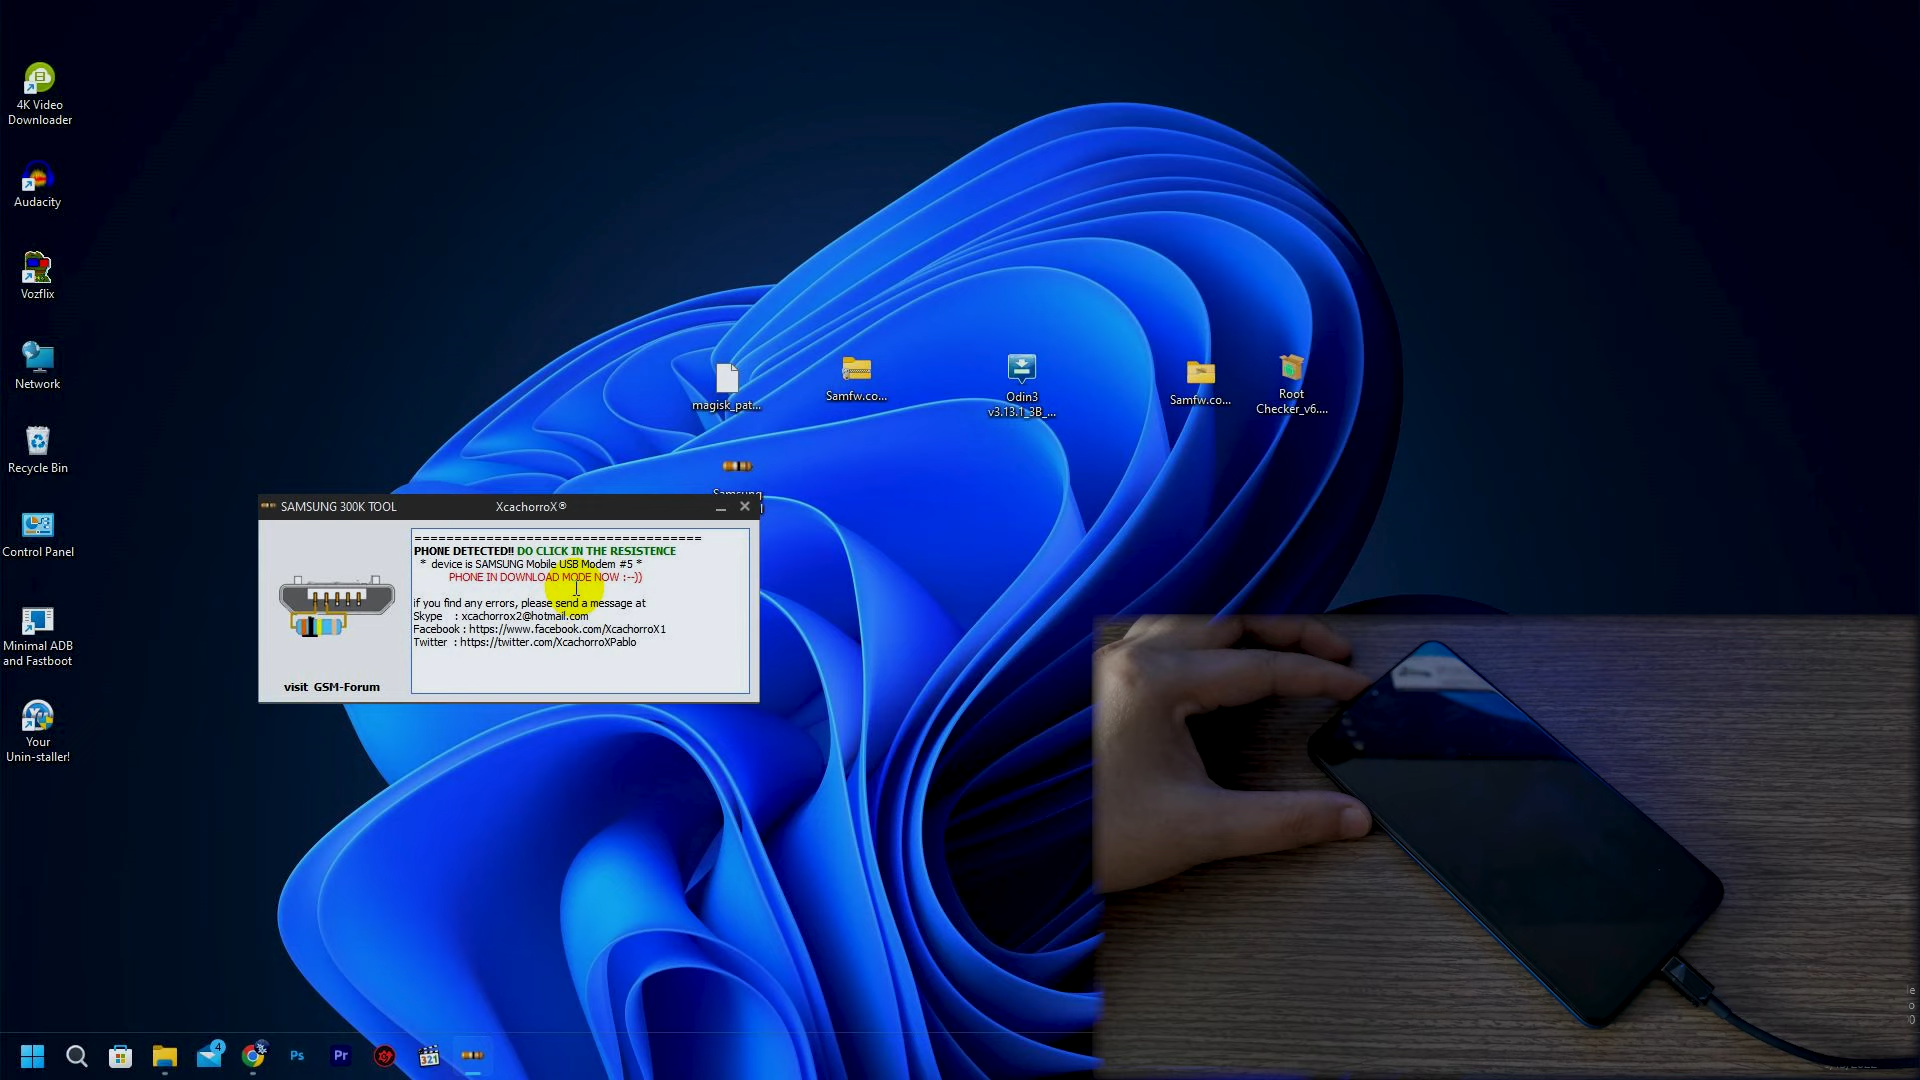 4K Video
Downloader
Audacity
Vozflix
Network
Recycle Bin
Control Panel
Minimal ADB
and Fastboot
Your
Unin-staller!
magisk_pat...
Samfw.co...
Odin3
v3.13.1_3B_...
Samfw.co...
Root
Checker_v6....
Samsung
SAMSUNG 300K TOOL
XcachorroX®
=====================================
PHONE DETECTED!! DO CLICK IN THE RESISTENCE
* device is SAMSUNG Mobile USB Modem #5 *
PHONE IN DOWNLOAD MODE NOW :--))
if you find any errors, please send a message at
Skype : xcachorrox2@hotmail.com
Facebook : https://www.facebook.com/XcachorroX1
Twitter : https://twitter.com/XcachorroXPablo
visit GSM-Forum
4
Ps
Pr
321